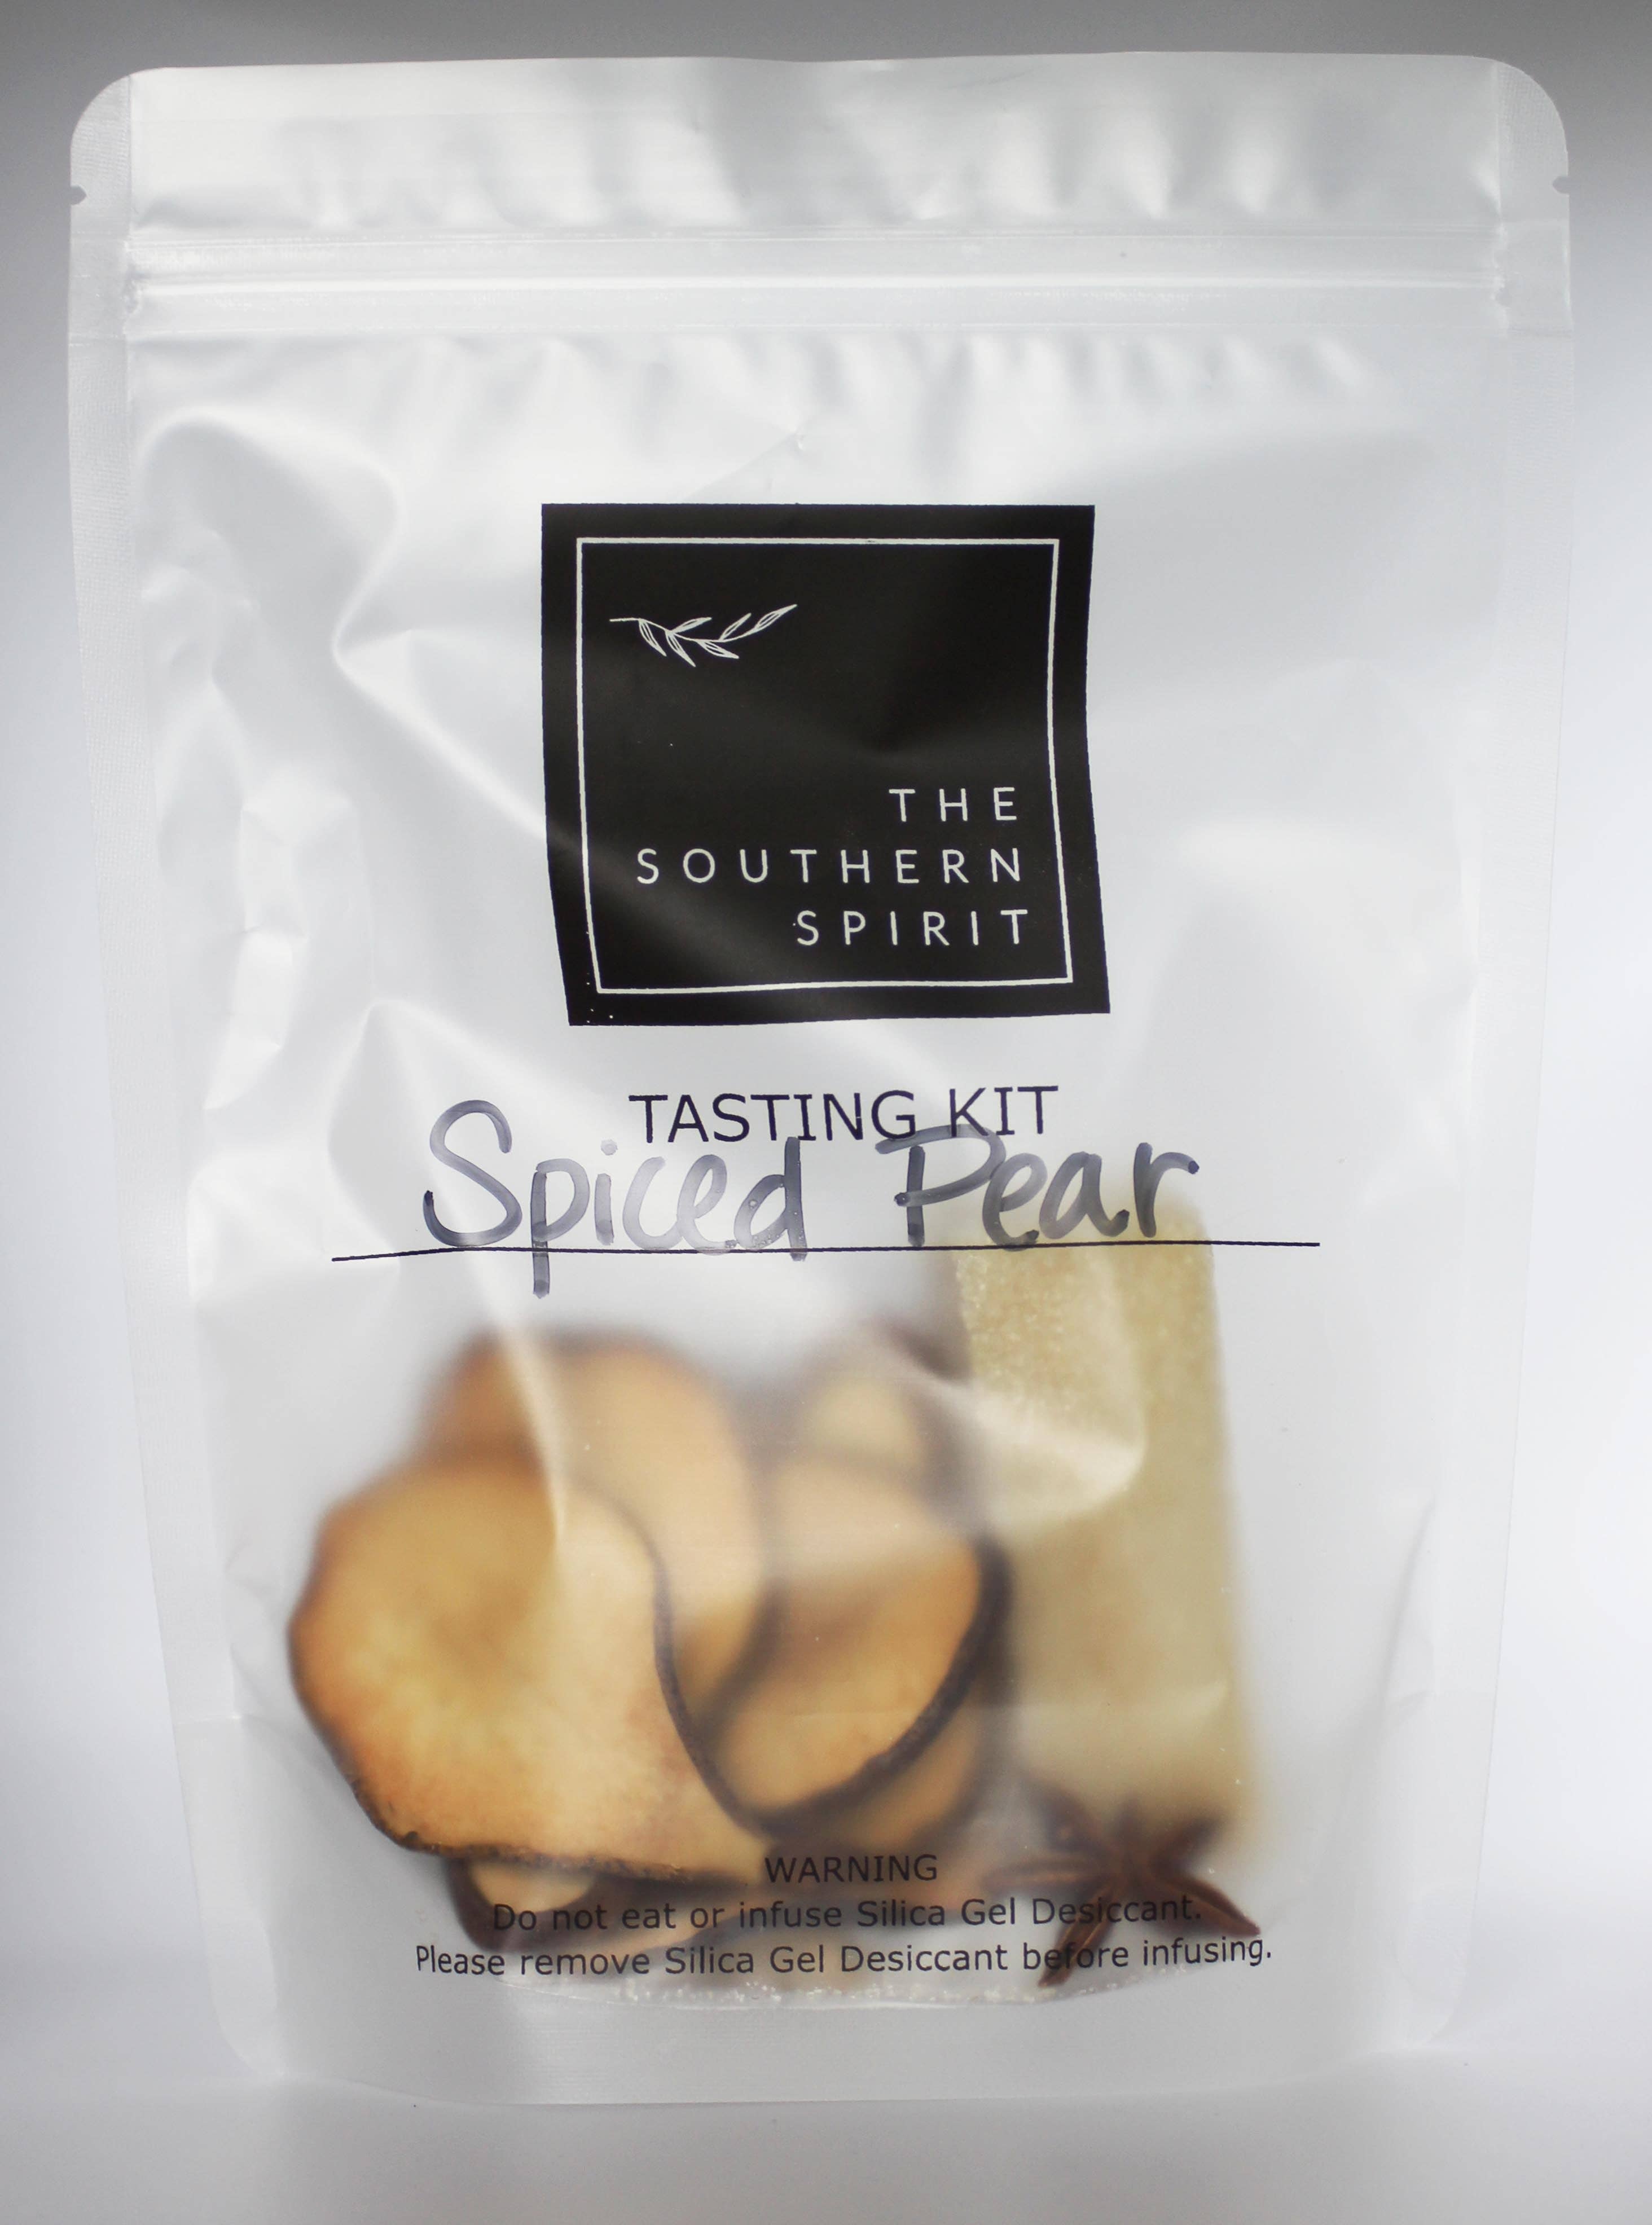 THE
SOUTHERN
SPIRIT
TASTING KIT
Spiced Pear
WARNING
Do not eat or infuse Silica Gel Desiccant.
Please remove Silica Gel Desiccant before infusing.